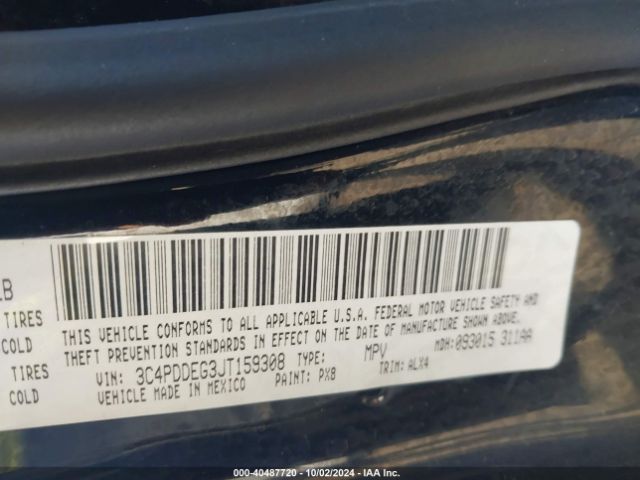 LB
TIRES
COLD
TIRES
COLD
THIS VEHICLE CONFORMS TO ALL APPLICABLE U.S.A. FEDERAL MOTOR VEHICLE SAFETY AND
THEFT PREVENTION STANDARDS IN EFFECT ON THE DATE OF MANUFACTURE SHOWN ABOVE.
VIN: 3C4PDDEG3JT159308 TYPE: MPV MDH: 093015 311AA
VEHICLE MADE IN MEXICO PAINT: PX8 TRIM: ALX4
000-40487720 - 10/02/2024 - IAA Inc.